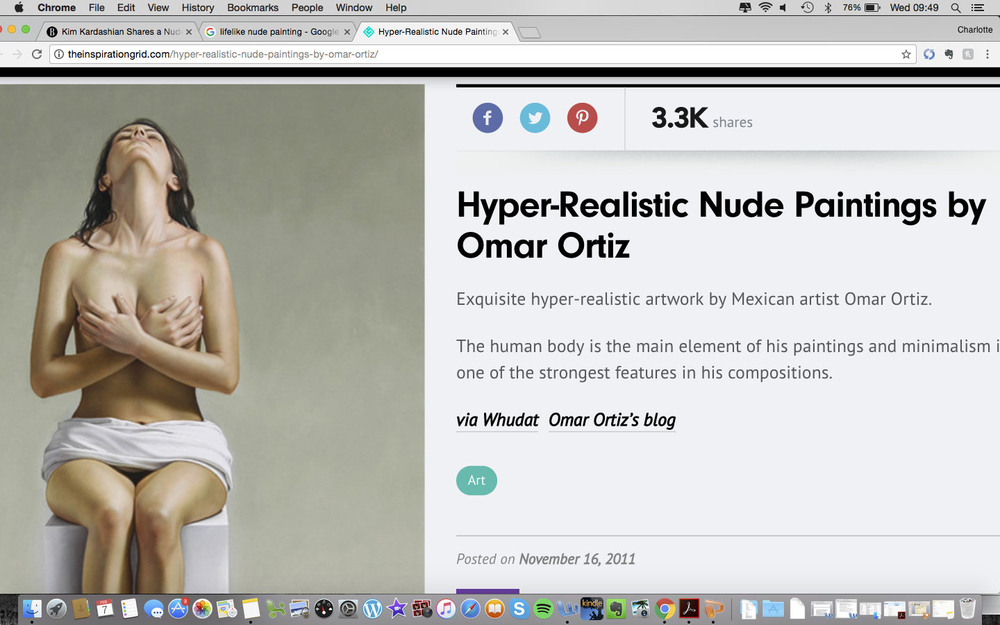 Chrome File Edit View History Bookmarks People Window Help 76% Wed 09:49
Kim Kardashian Shares a Nud
lifelike nude painting - Google
Hyper-Realistic Nude Painting
Charlotte
theinspirationgrid.com/hyper-realistic-nude-paintings-by-omar-ortiz/
3.3K shares
Hyper-Realistic Nude Paintings by
Omar Ortiz
Exquisite hyper-realistic artwork by Mexican artist Omar Ortiz.
The human body is the main element of his paintings and minimalism i
one of the strongest features in his compositions.
via Whudat Omar Ortiz's blog
Art
Posted on November 16, 2011
FEB
7
3
kindle